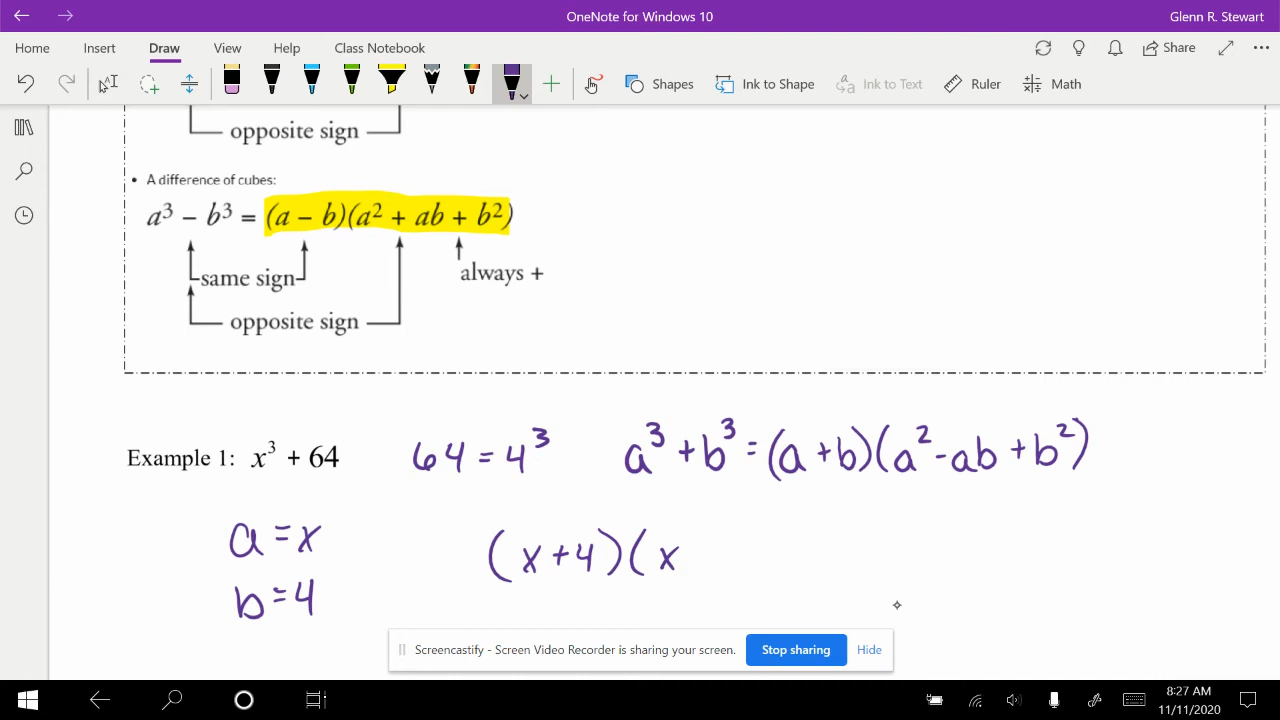 OneNote for Windows 10
Glenn R. Stewart
Home Insert Draw View Help Class Notebook Share
Shapes Ink to Shape Ink to Text Ruler Math
opposite sign
• A difference of cubes:
a³ − b³ = (a − b)(a² + ab + b²)
same sign
always +
opposite sign
Example 1: x³ + 64 64 = 4³ a³ + b³ = (a + b)(a² - ab + b²)
a = x
(x + 4)(x
b = 4
Screencastify - Screen Video Recorder is sharing your screen. Stop sharing Hide
8:27 AM
11/11/2020